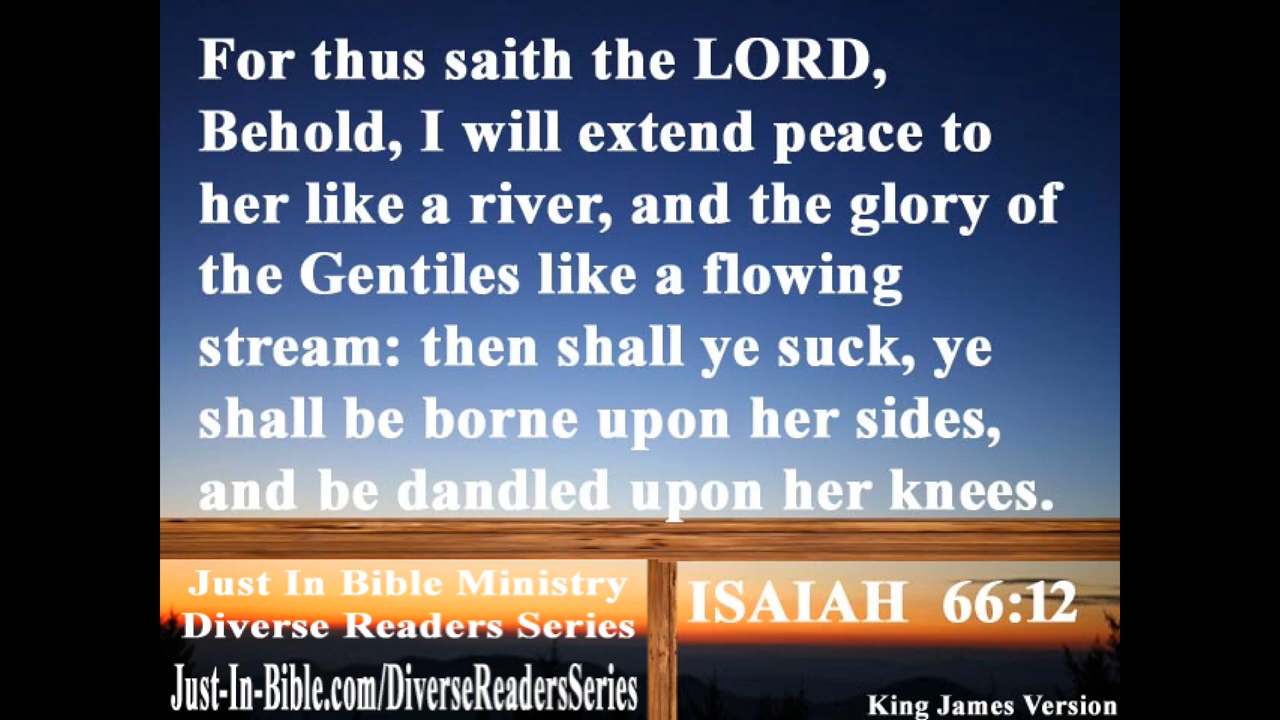 For thus saith the LORD,
Behold, I will extend peace to
her like a river, and the glory of
the Gentiles like a flowing
stream: then shall ye suck, ye
shall be borne upon her sides,
and be dandled upon her knees.
Just In Bible Ministry
Diverse Readers Series
Just-In-Bible.com/DiverseReadersSeries
ISAIAH 66:12
King James Version